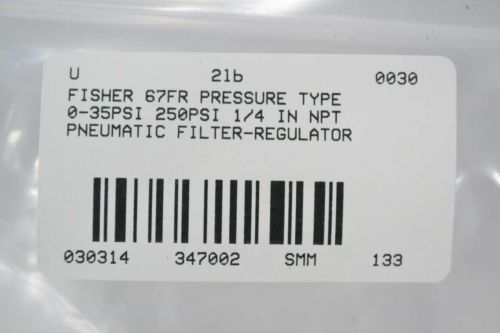 U 2lb 0030
FISHER 67FR PRESSURE TYPE
0-35PSI 250PSI 1/4 IN NPT
PNEUMATIC FILTER-REGULATOR
030314 347002 SMM 133